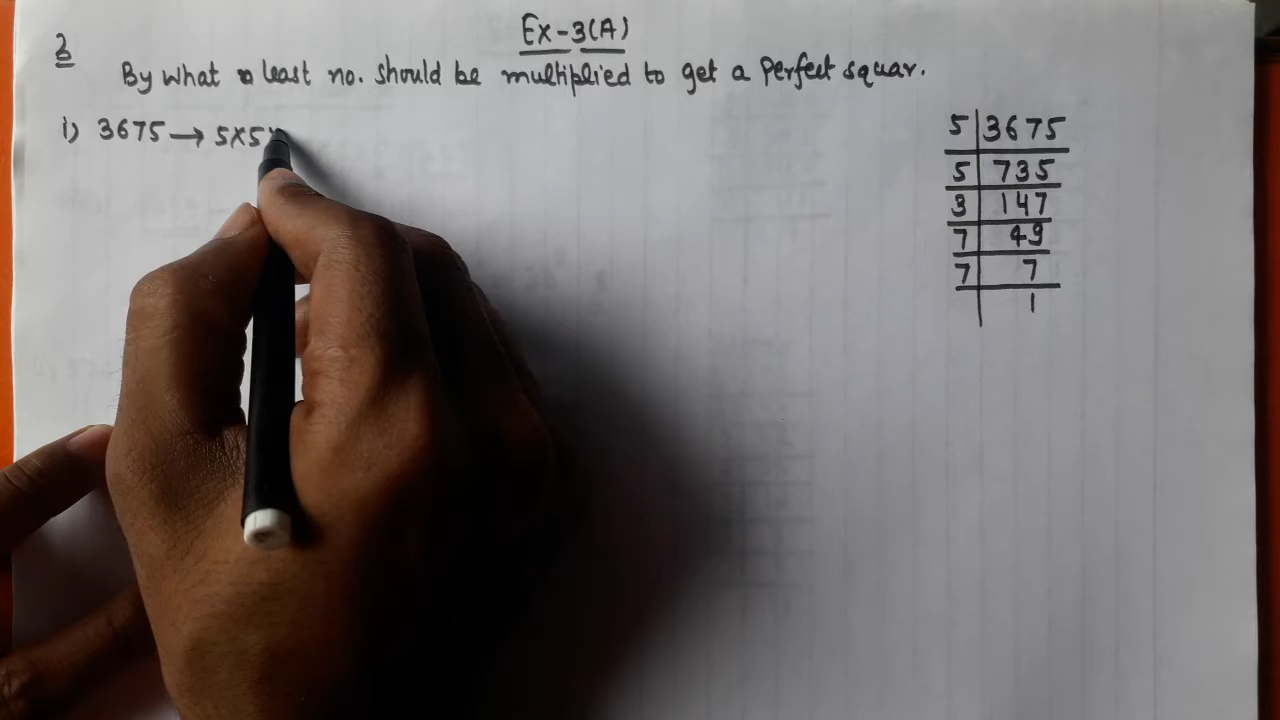 Ex-3(A)
3
By what least no. should be multiplied to get a perfect squar.
i) 3675 → 5×5×
5 | 3675
5 | 735
3 | 147
7 | 49
7 | 7
| 1